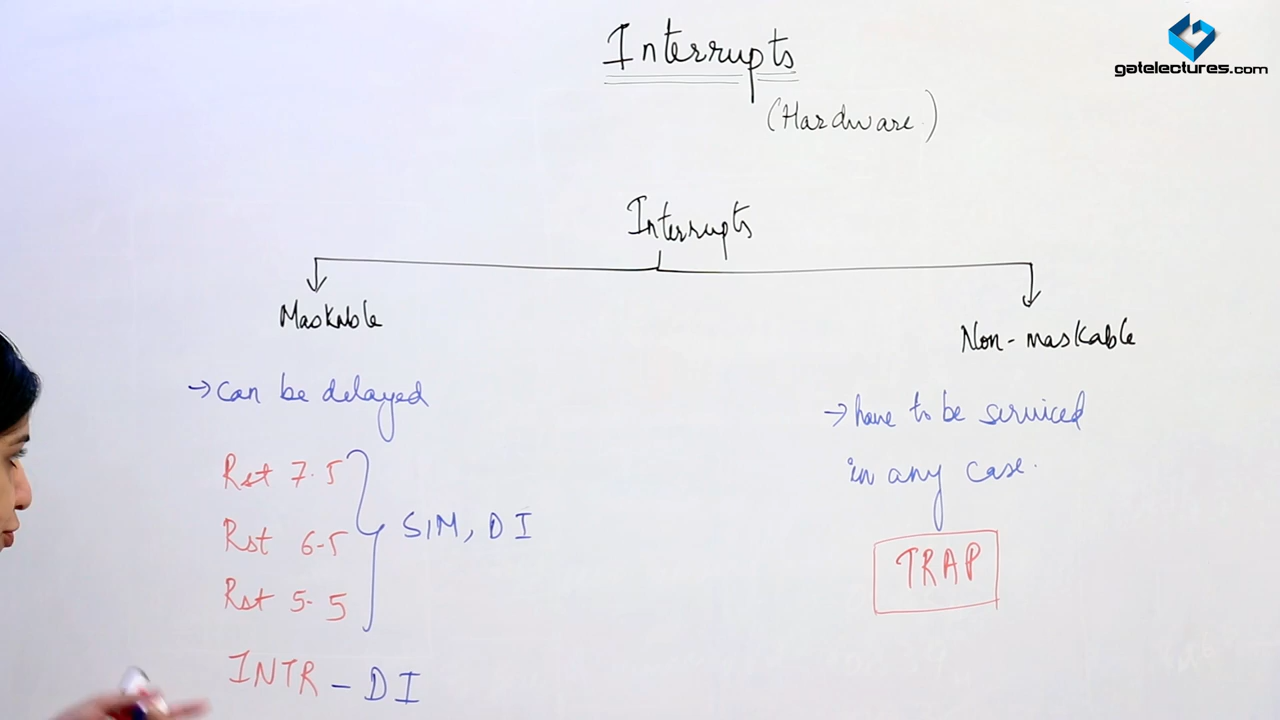 gatelectures.com
Interrupts
(Hardware)
Interrupts
Maskable
Non-maskable
→ can be delayed
→ have to be serviced
in any case.
Rst 7.5
Rst 6.5
SIM, DI
Rst 5.5
TRAP
INTR - DI